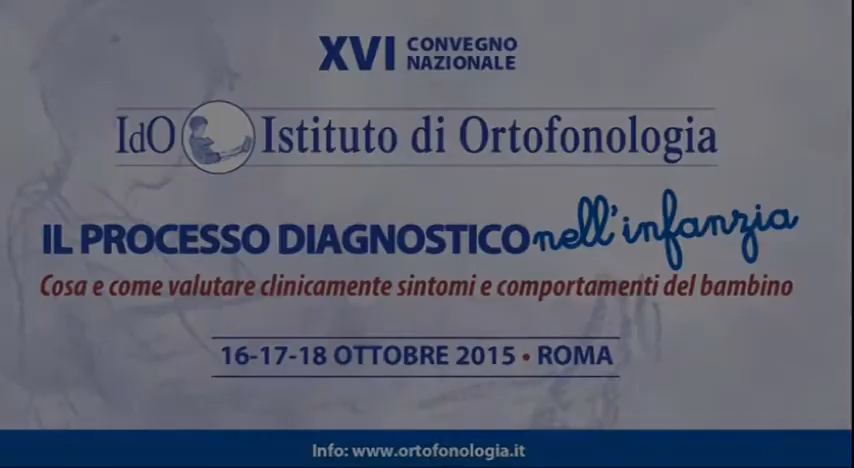 XVI CONVEGNO
NAZIONALE
IdO Istituto di Ortofonologia
IL PROCESSO DIAGNOSTICO nell'infanzia
Cosa e come valutare clinicamente sintomi e comportamenti del bambino
16-17-18 OTTOBRE 2015 • ROMA
Info: www.ortofonologia.it